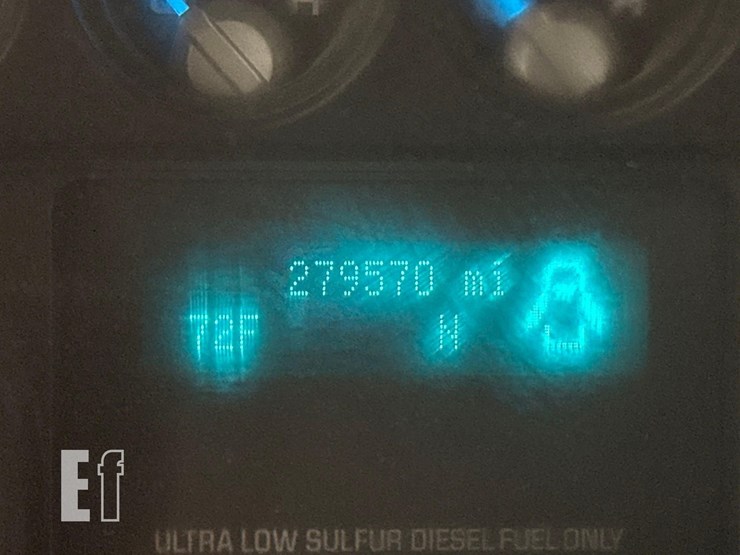 279570 mi
72F N
Ef
ULTRA LOW SULFUR DIESEL FUEL ONLY